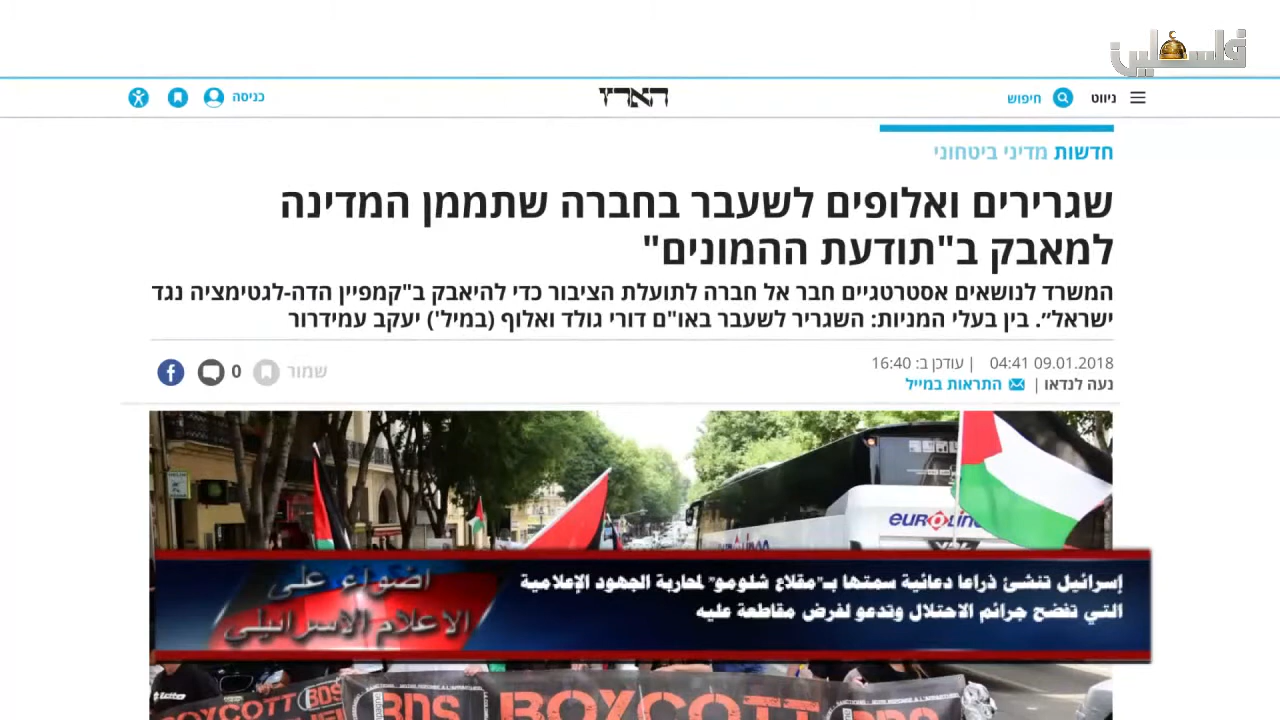 فلسطين
ניווט
חיפוש
הארץ
כניסה
חדשות מדיני ביטחוני
שגרירים ואלופים לשעבר בחברה שתממן המדינה
למאבק ב"תודעת ההמונים"
המשרד לנושאים אסטרטגיים חבר אל חברה לתועלת הציבור כדי להיאבק ב"קמפיין הדה-לגטימציה נגד
ישראל״. בין בעלי המניות: השגריר לשעבר באו"ם דורי גולד ואלוף (במיל') יעקב עמידרור
09.01.2018 04:41 | עודכן ב: 16:40
נעה לנדאו | התראות במייל
שמור 0
EUROLINES
إسرائيل تنشئ ذراعا دعائية سمتها بـ"مقلاع شلومو" لمحاربة الجهود الإعلامية
التي تفضح جرائم الاحتلال وتدعو لفرض مقاطعة عليه
اضواء على
الاعلام الاسرائيلي
BOYCOTT BDS BOYCOTT BDS